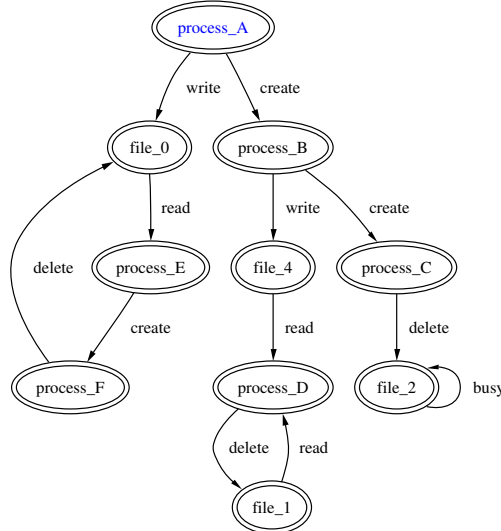 process_A
write
create
file_0
process_B
read
write
create
process_E
file_4
process_C
delete
create
read
delete
process_F
process_D
file_2
busy
delete
read
file_1